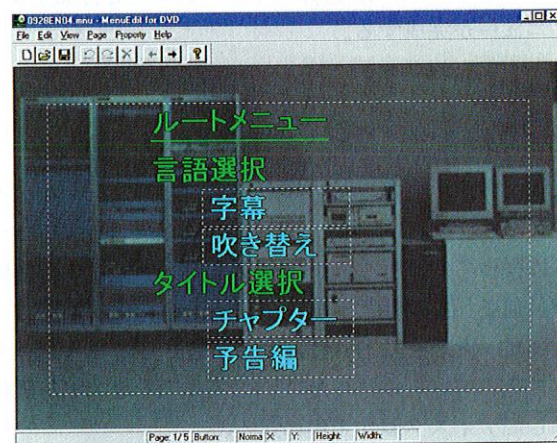 0928EN04.mnu - MenuEdit for DVD
File Edit View Page Property Help
ルートメニュー
言語選択
字幕
吹き替え
タイトル選択
チャプター
予告編
Page: 1/5 Button: Norma X: Y: Height: Width: